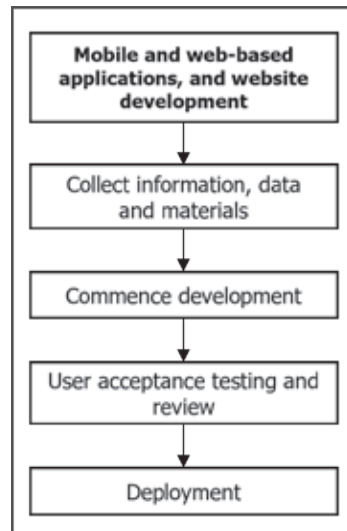 Mobile and web-based
applications, and website
development
Collect information, data
and materials
Commence development
User acceptance testing and
review
Deployment